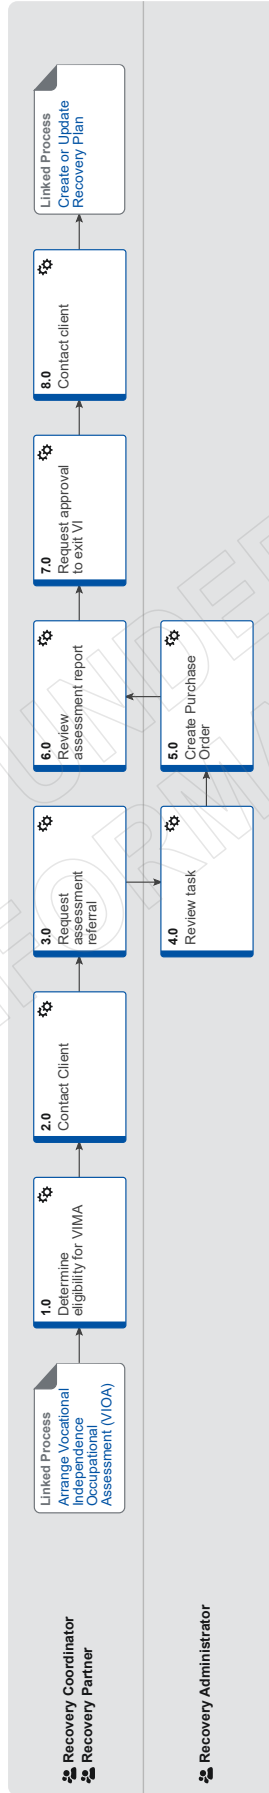 Recovery Coordinator
Recovery Partner
Linked Process
Arrange Vocational
Independence
Occupational
Assessment (VIOA)
1.0
Determine
eligibility for VIMA
2.0
Contact Client
3.0
Request
assessment
referral
6.0
Review
assessment report
7.0
Request approval
to exit VI
8.0
Contact client
Linked Process
Create or Update
Recovery Plan
Recovery Administrator
4.0
Review task
5.0
Create Purchase
Order